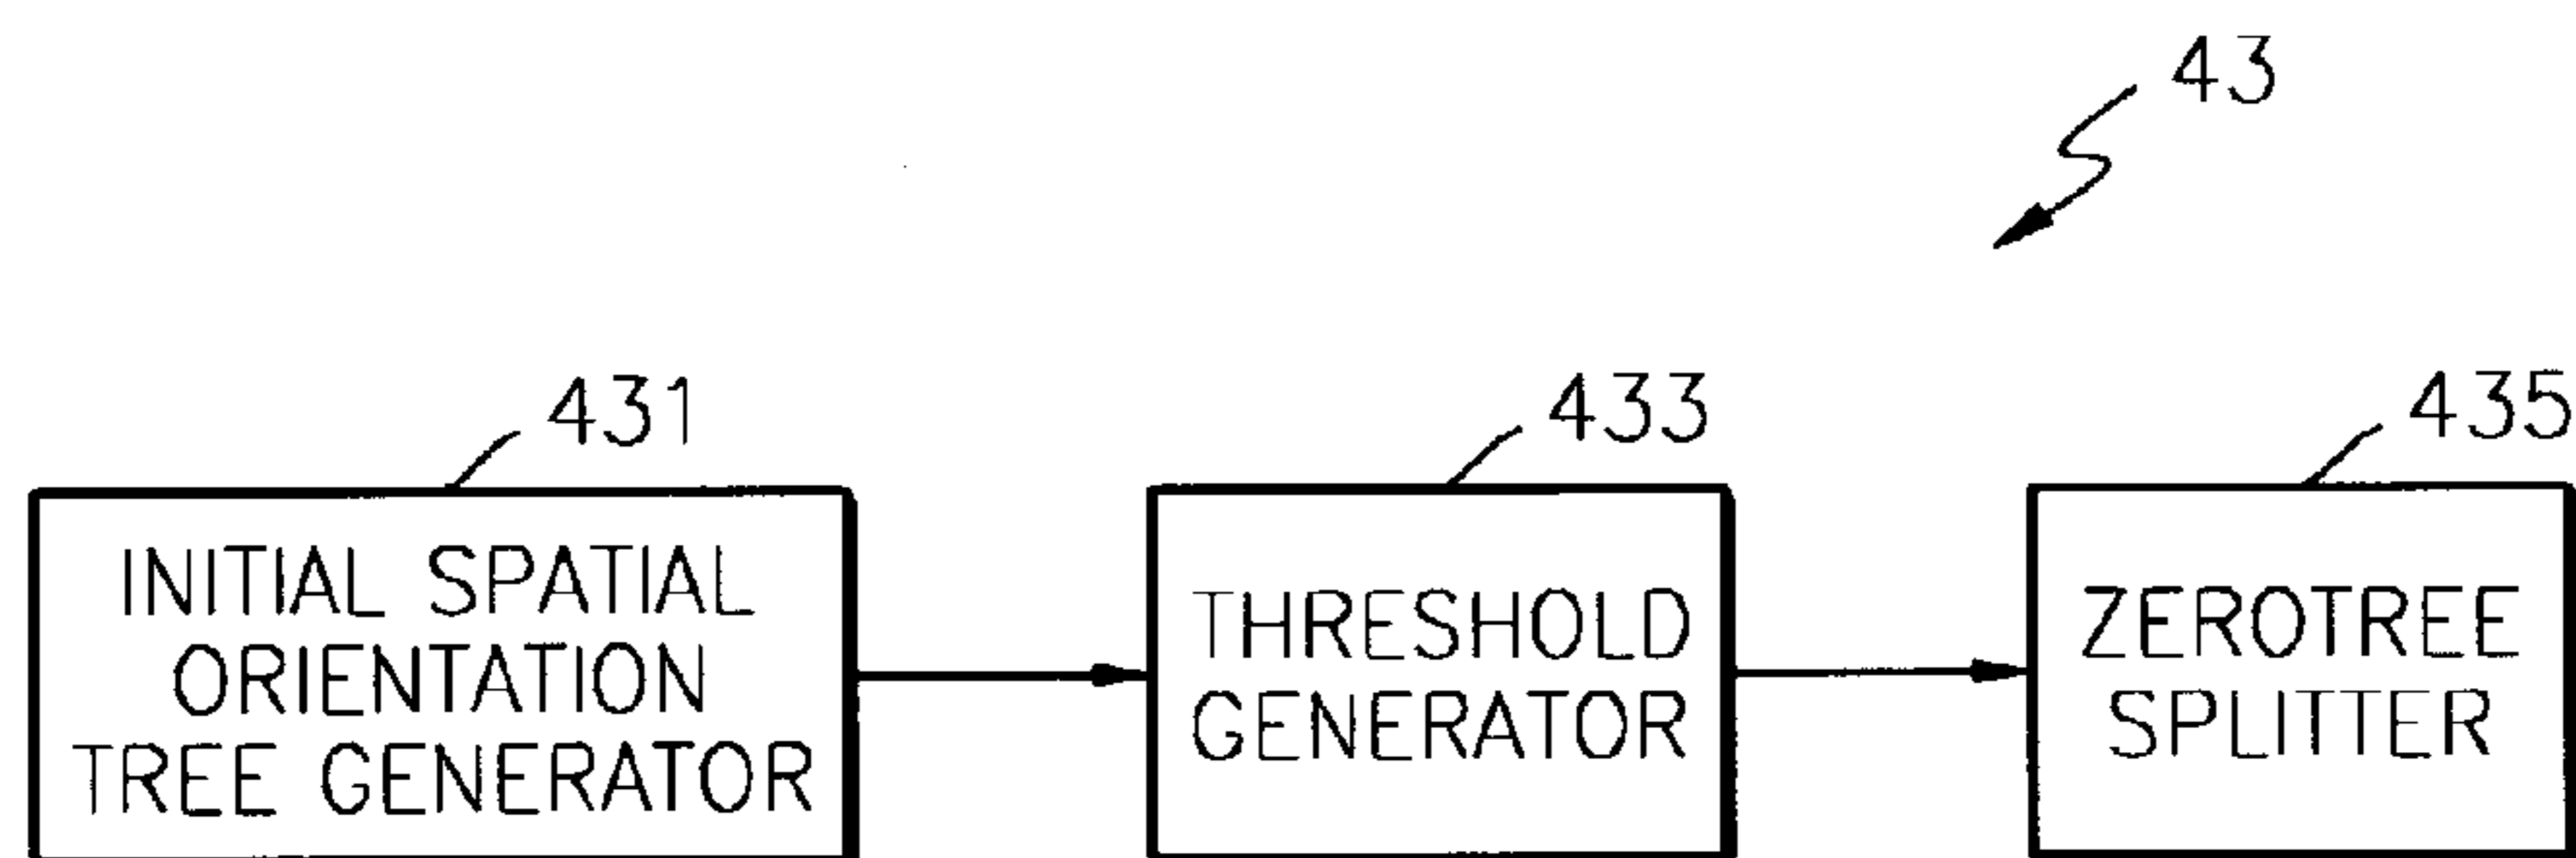 43
431
433
435
INITIAL SPATIAL
ORIENTATION
TREE GENERATOR
THRESHOLD
GENERATOR
ZEROTREE
SPLITTER